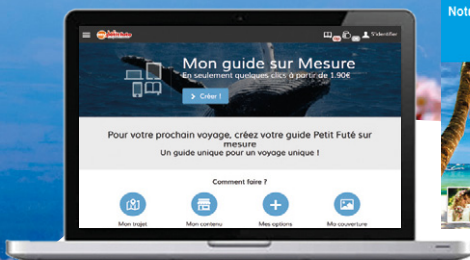 Notr
S'identifier
Mon guide sur Mesure
En seulement quelques clics à partir de 1.90€
> Créer !
Pour votre prochain voyage, créez votre guide Petit Futé sur
mesure
Un guide unique pour un voyage unique !
Comment faire ?
Mon trajet
Mon contenu
Mes options
Ma couverture